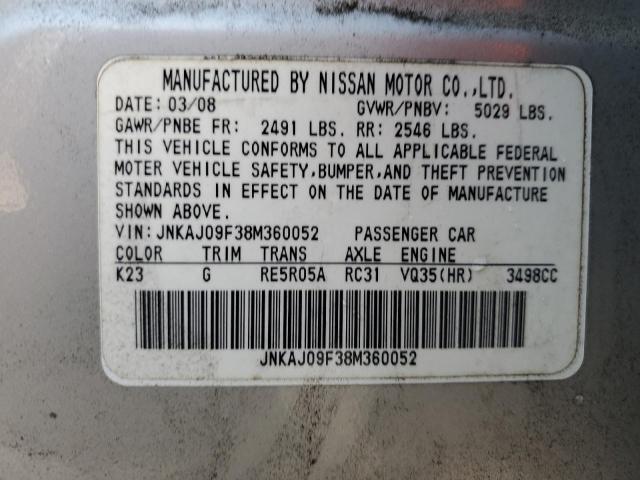 MANUFACTURED BY NISSAN MOTOR CO.,LTD.
DATE: 03/08 GVWR/PNBV: 5029 LBS.
GAWR/PNBE FR: 2491 LBS. RR: 2546 LBS.
THIS VEHICLE CONFORMS TO ALL APPLICABLE FEDERAL
MOTER VEHICLE SAFETY,BUMPER,AND THEFT PREVENTION
STANDARDS IN EFFECT ON THE DATE OF MANUFACTURE
SHOWN ABOVE.
VIN: JNKAJ09F38M360052 PASSENGER CAR
COLOR TRIM TRANS AXLE ENGINE
K23 G RE5R05A RC31 VQ35(HR) 3498CC
JNKAJ09F38M360052